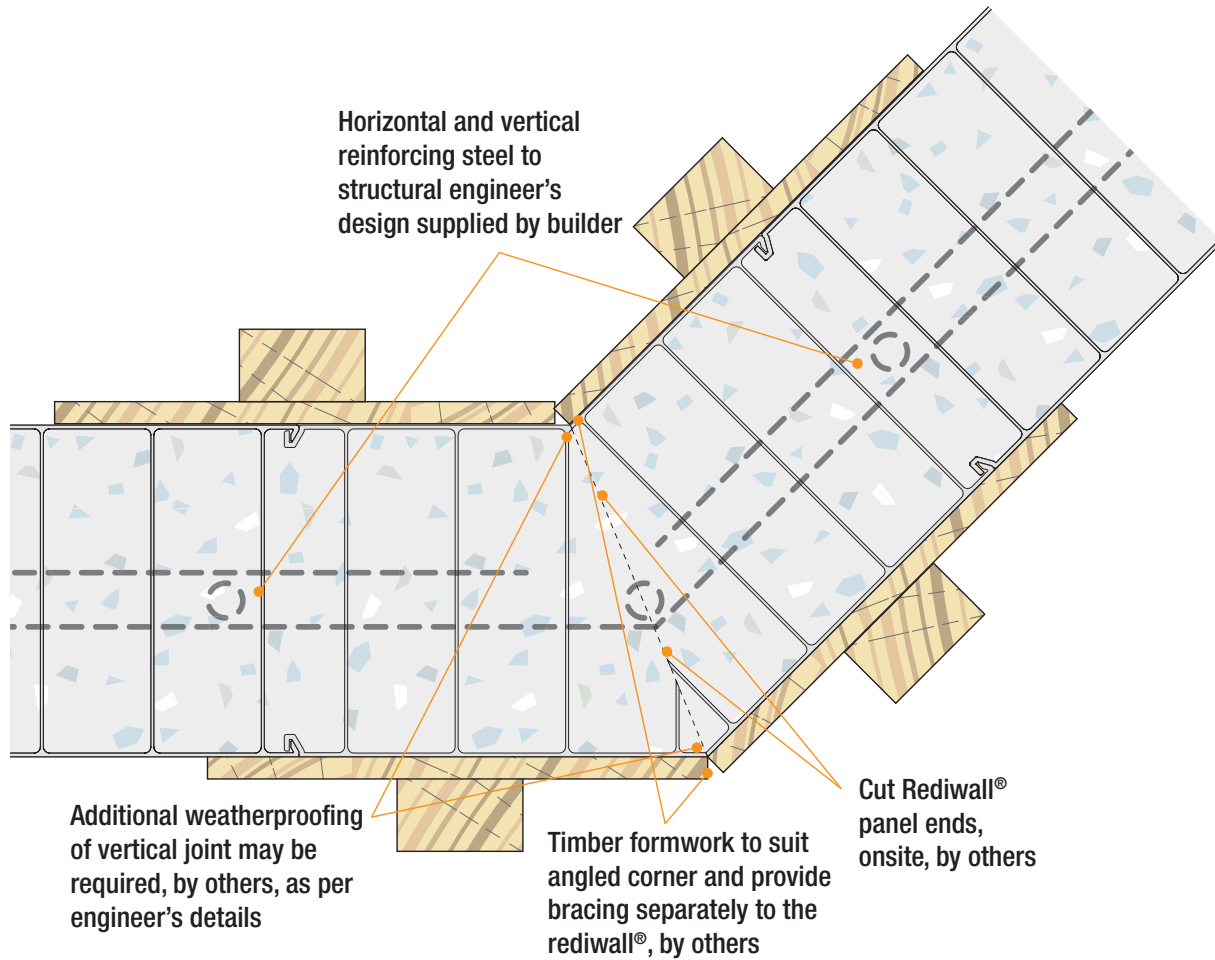 Horizontal and vertical
reinforcing steel to
structural engineer’s
design supplied by builder
Additional weatherproofing
of vertical joint may be
required, by others, as per
engineer’s details
Timber formwork to suit
angled corner and provide
bracing separately to the
rediwall®, by others
Cut Rediwall®
panel ends,
onsite, by others